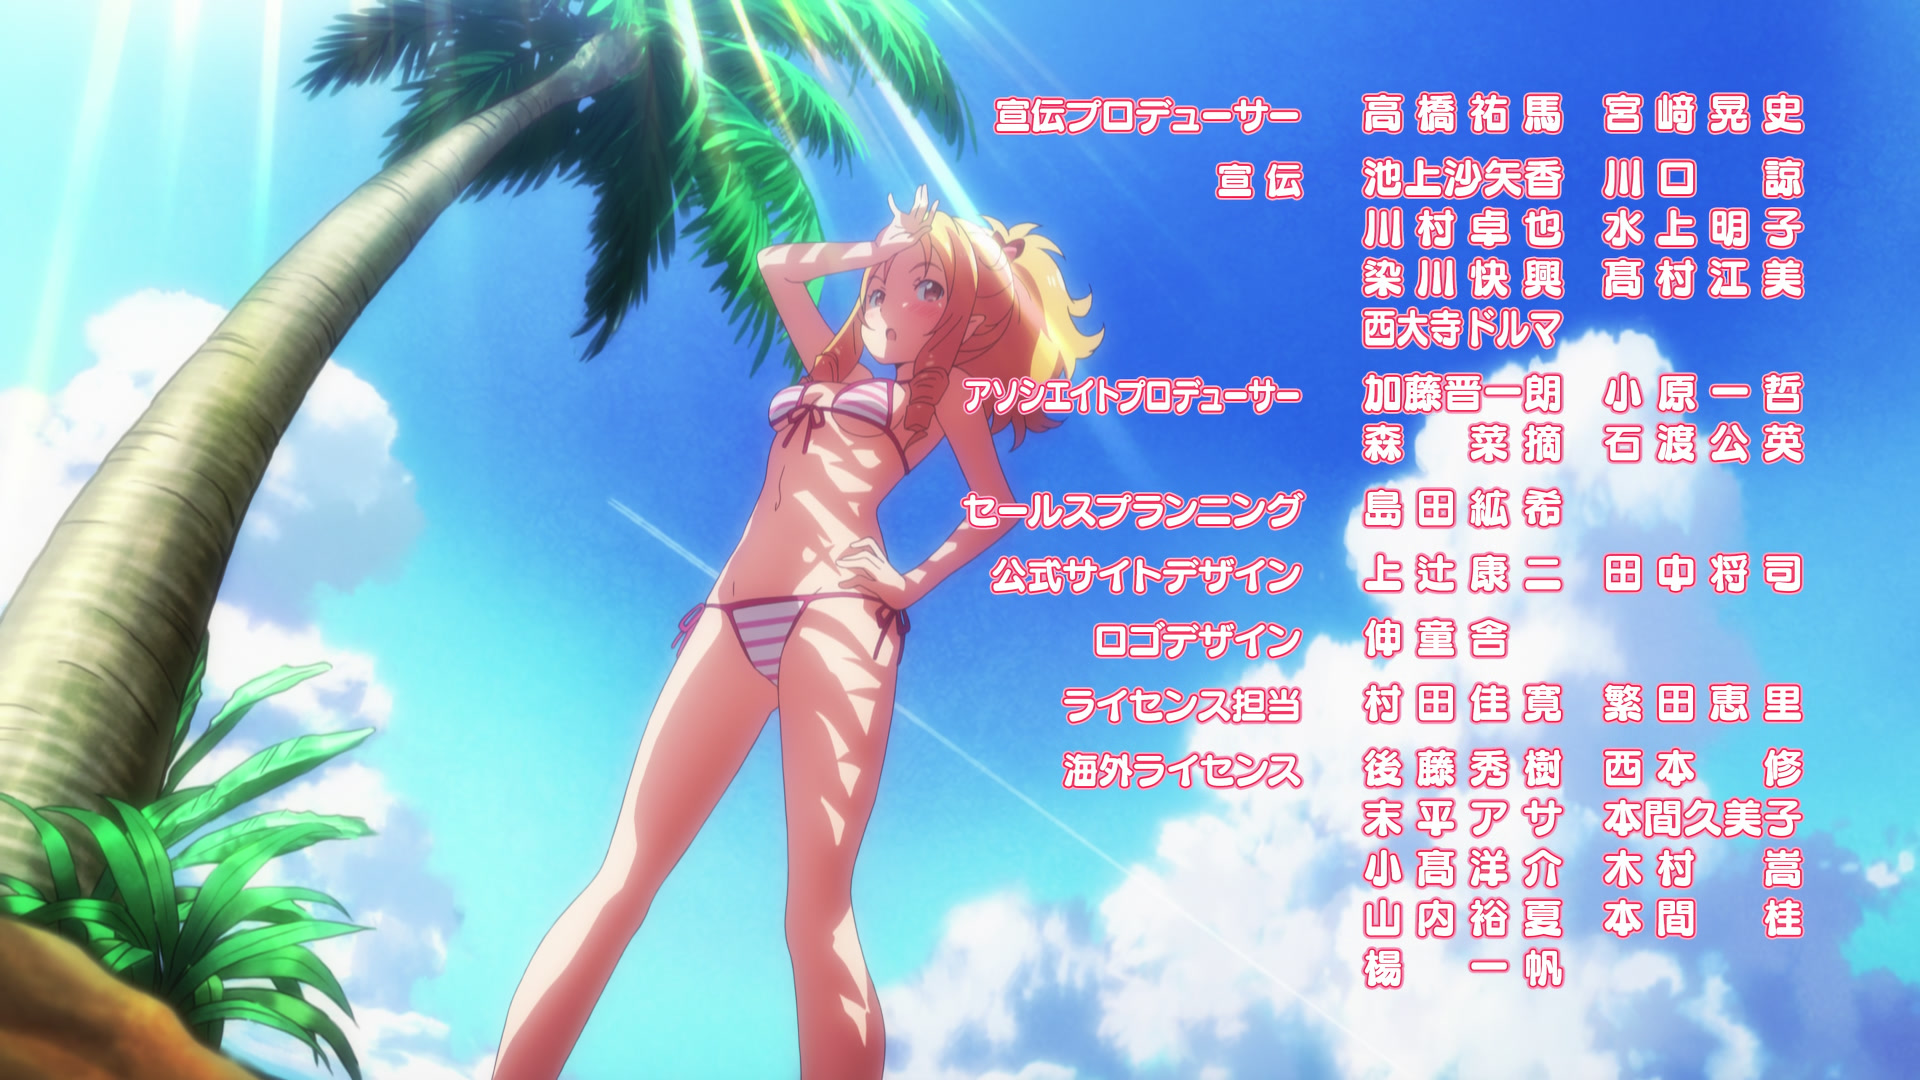 宣伝プロデューサー 高橋祐馬 宮﨑晃史
宣伝 池上沙矢香 川口諒
川村卓也 水上明子
染川快興 髙村江美
西大寺ドルマ
アソシエイトプロデューサー 加藤晋一朗 小原一哲
森菜摘 石渡公英
セールスプランニング 島田紘希
公式サイトデザイン 上辻康二 田中将司
ロゴデザイン 伸童舎
ライセンス担当 村田佳寛 繁田恵里
海外ライセンス 後藤秀樹 西本修
末平アサ 本間久美子
小髙洋介 木村嵩
山内裕夏 本間桂
楊一帆